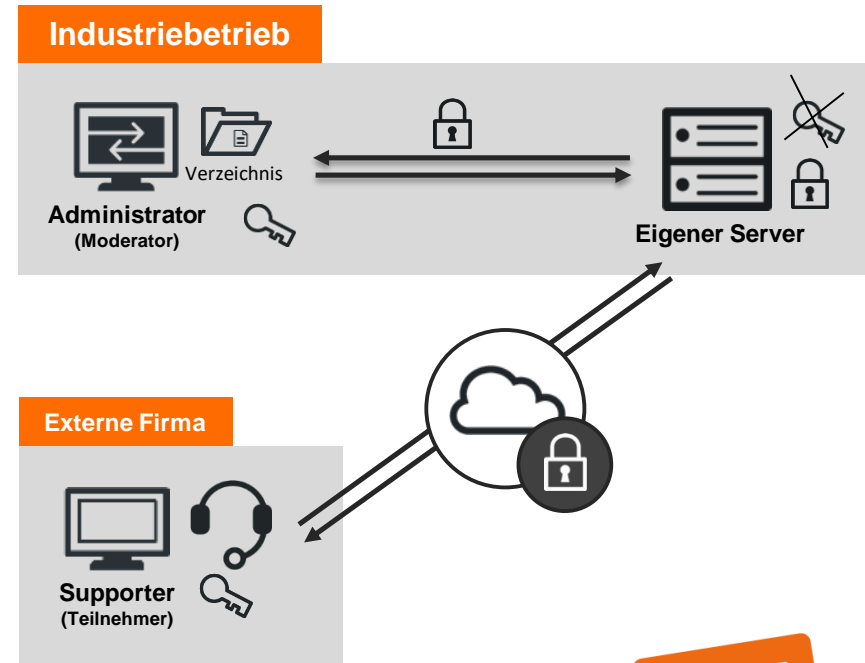 Industriebetrieb
Verzeichnis
Administrator
(Moderator)
Eigener Server
Externe Firma
Supporter
(Teilnehmer)